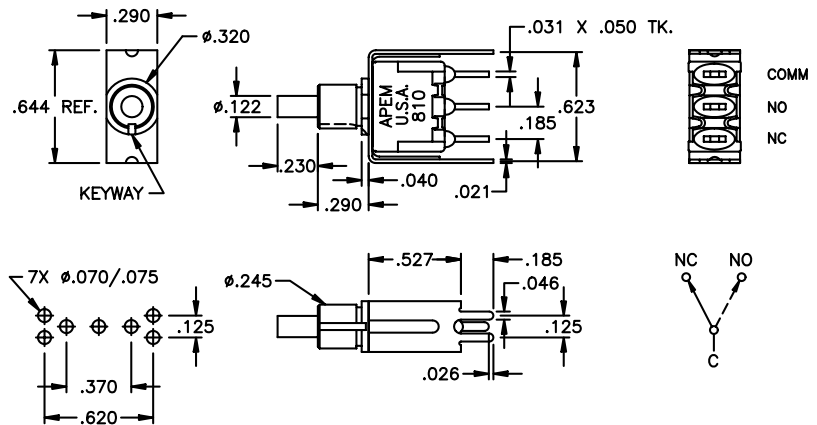 .290
ø.320
.644 REF.
KEYWAY
ø.122
.230
.290
.040
APEM
U.S.A.
810
.031 X .050 TK.
.623
.185
.021
COMM
NO
NC
7X ø.070/.075
.125
.370
.620
ø.245
.527
.185
.046
.125
.026
NC NO
C